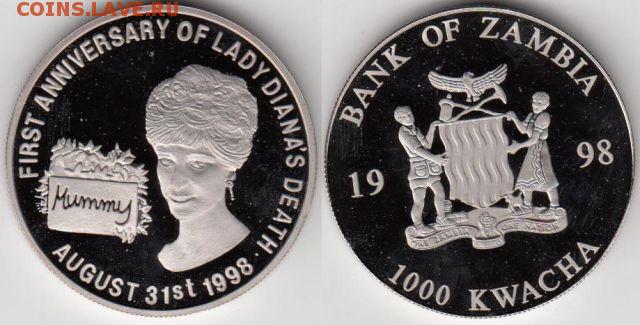 COINS.LAVE.RU
FIRST ANNIVERSARY OF LADY DIANA'S DEATH
Mummy
AUGUST 31st 1998
BANK OF ZAMBIA
19 98
ONE ZAMBIA ONE NATION
1000 KWACHA